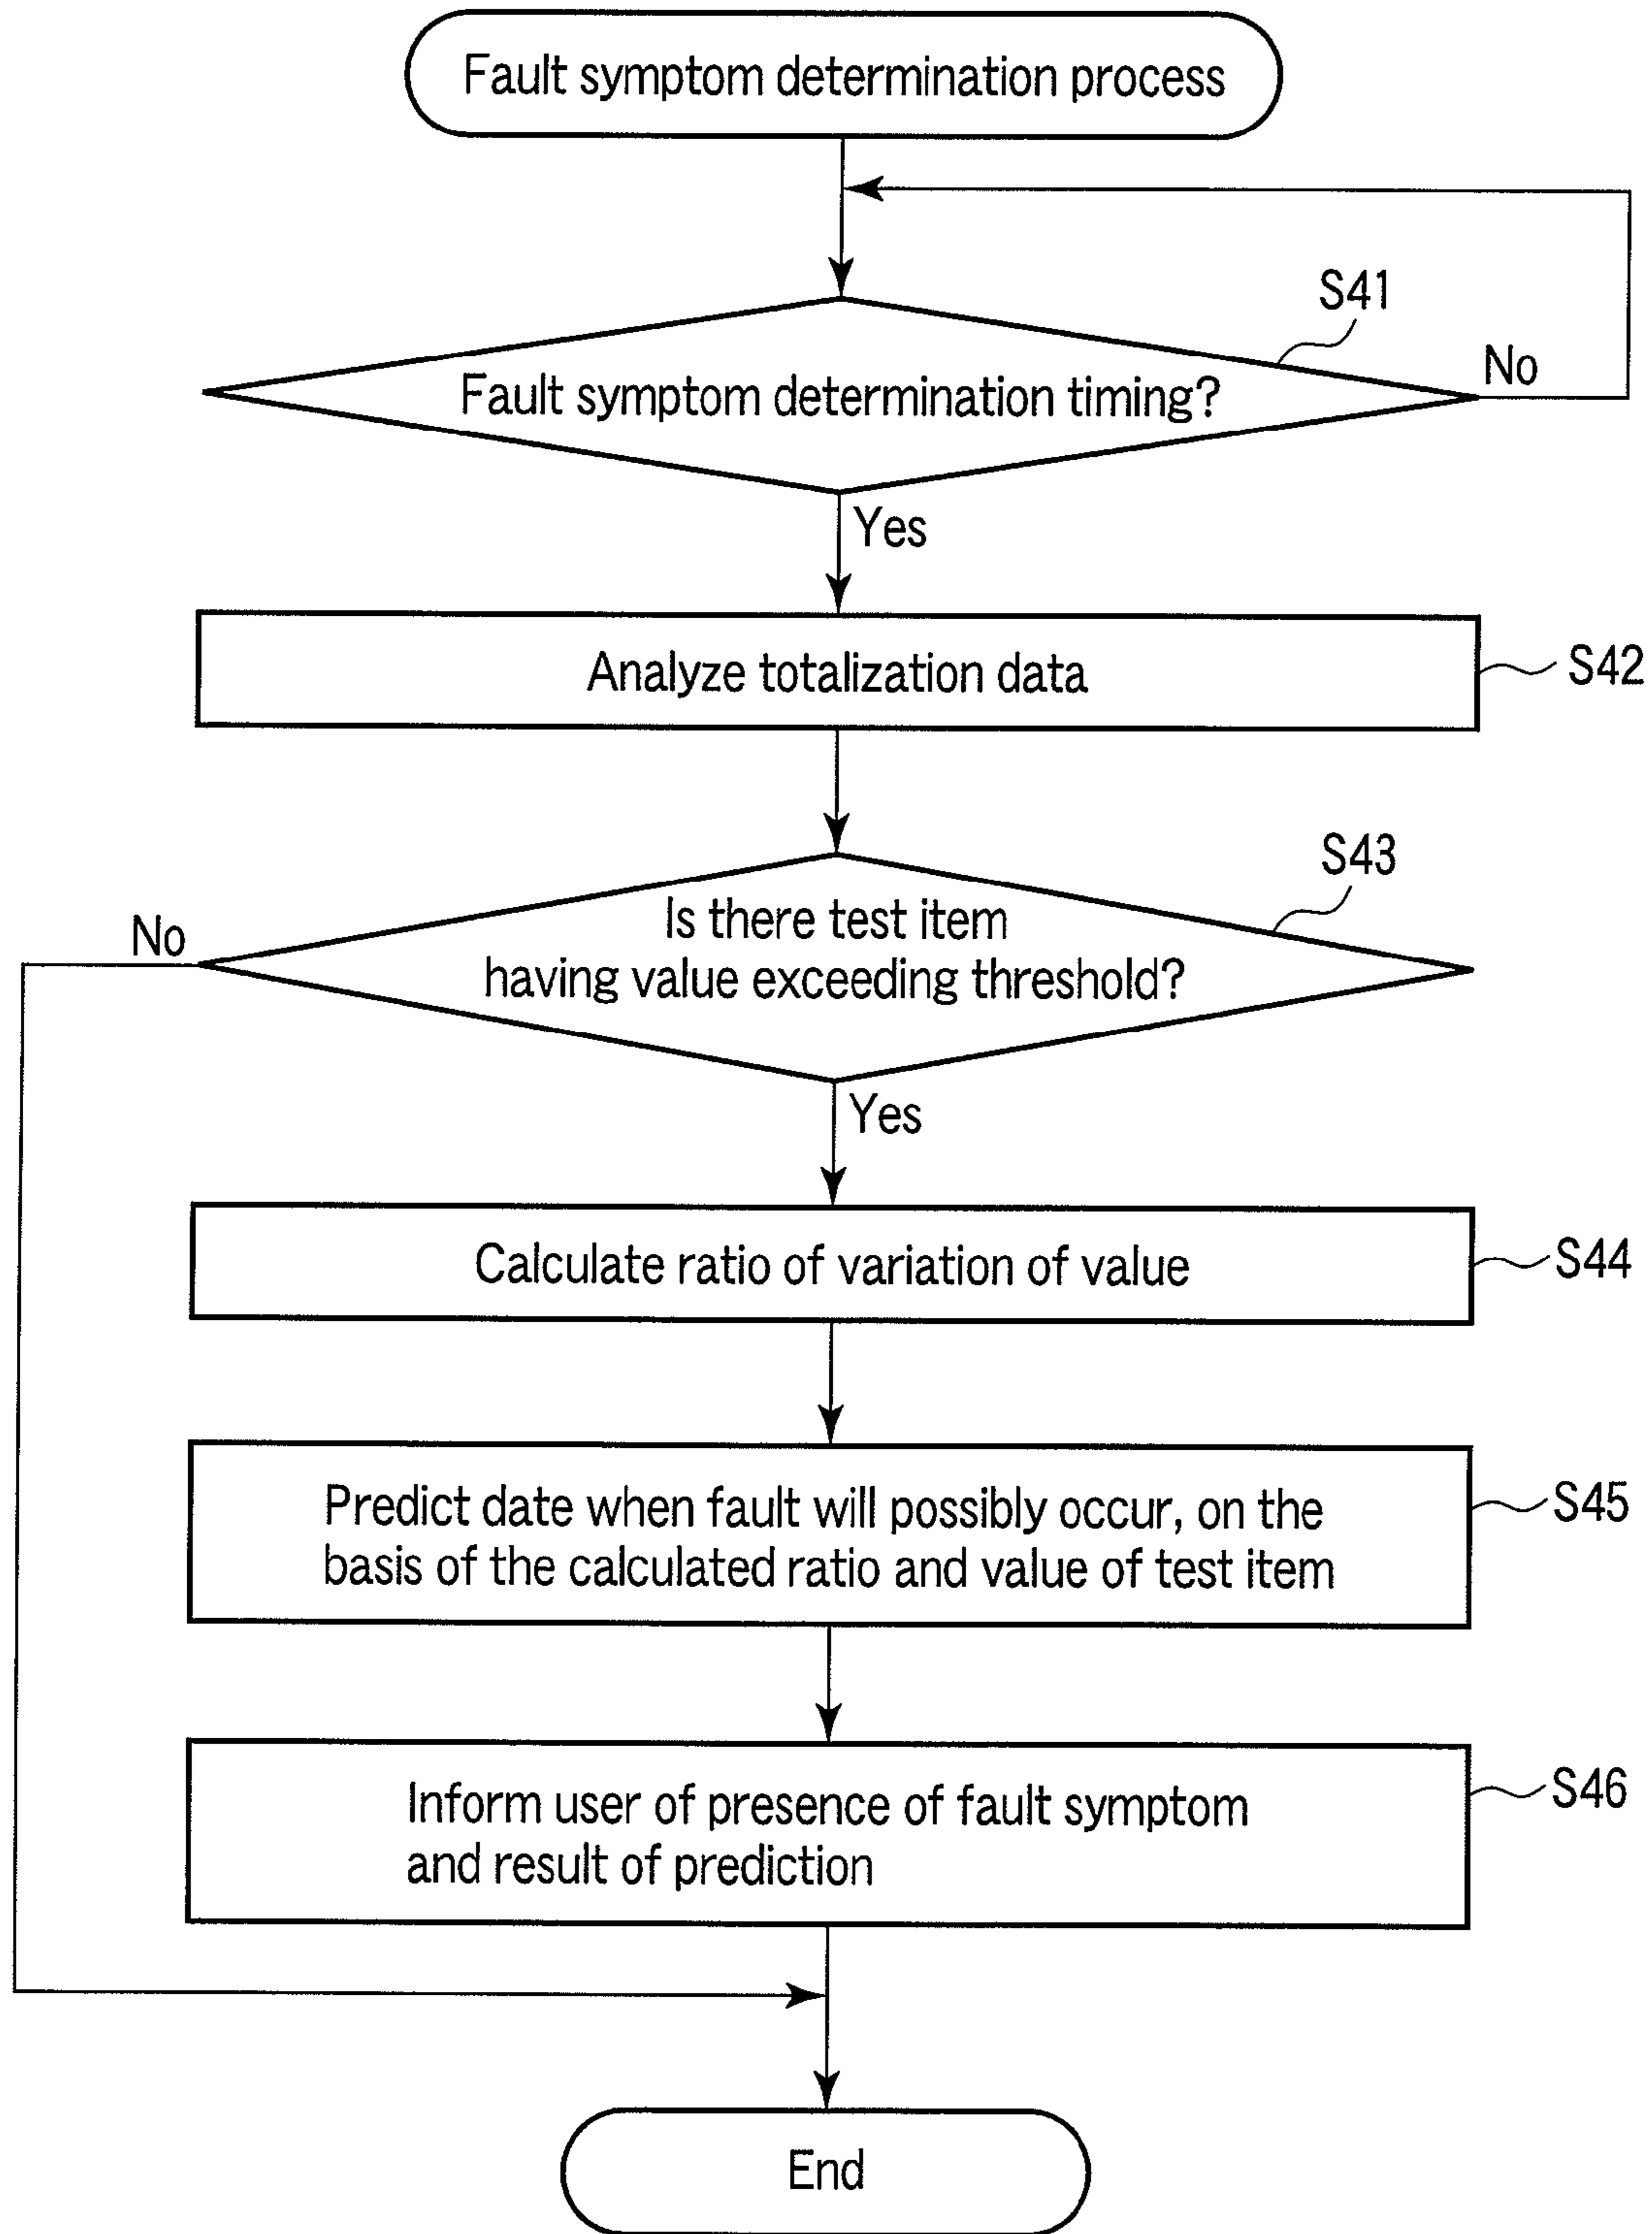 Fault symptom determination process
S41
Fault symptom determination timing?
No
Yes
Analyze totalization data
S42
S43
Is there test item
having value exceeding threshold?
No
Yes
Calculate ratio of variation of value
S44
Predict date when fault will possibly occur, on the
basis of the calculated ratio and value of test item
S45
Inform user of presence of fault symptom
and result of prediction
S46
End